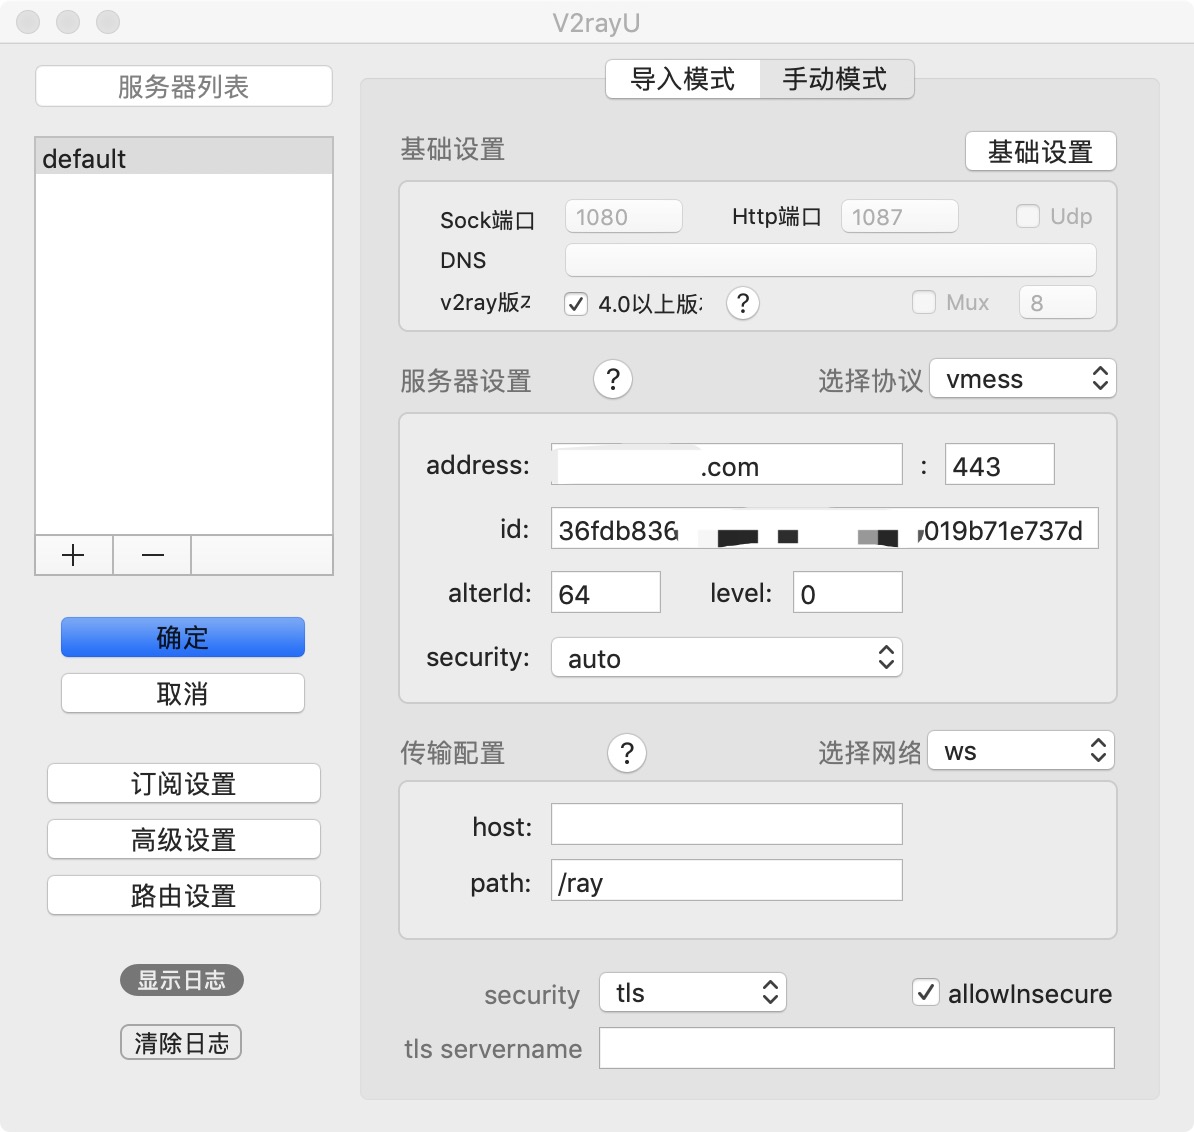 V2rayU
服务器列表
default
确定
取消
订阅设置
高级设置
路由设置
显示日志
清除日志
导入模式 手动模式
基础设置 基础设置
Sock端口 1080 Http端口 1087 Udp
DNS
v2ray版 4.0以上版 ? Mux 8
服务器设置 ? 选择协议 vmess
address: .com : 443
id: 36fdb836 019b71e737d
alterId: 64 level: 0
security: auto
传输配置 ? 选择网络 ws
host:
path: /ray
security tls allowInsecure
tls servername